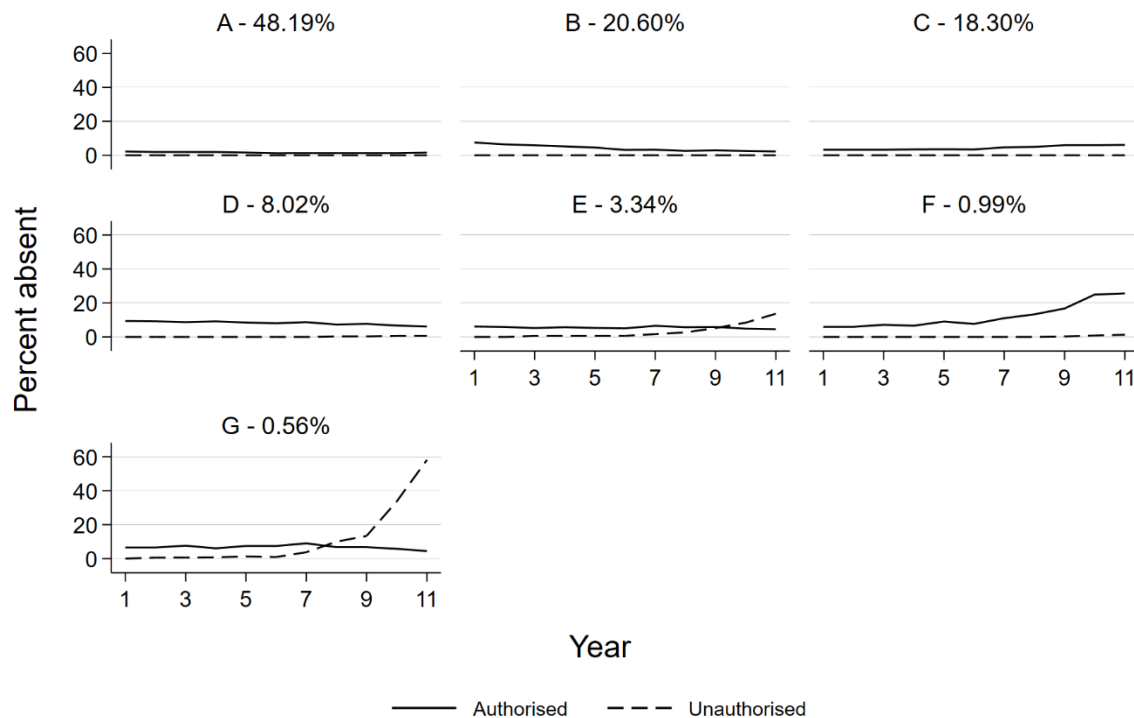 A - 48.19%
B - 20.60%
C - 18.30%
60
40
20
0
D - 8.02%
E - 3.34%
F - 0.99%
60
40
20
0
1 3 5 7 9 11
1 3 5 7 9 11
G - 0.56%
60
40
20
0
1 3 5 7 9 11
Percent absent
Year
Authorised
Unauthorised